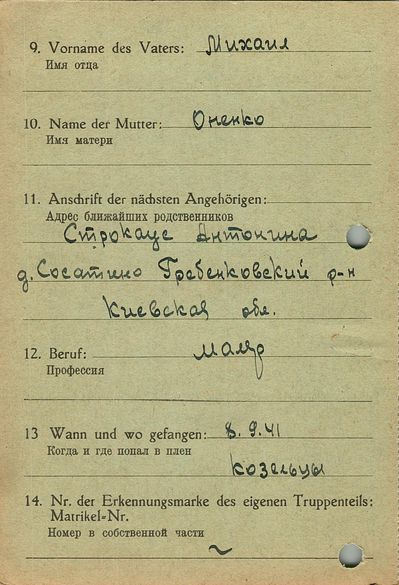 9. Vorname des Vaters: Михаил
Имя отца
10. Name der Mutter: Оненко
Имя матери
11. Anschrift der nächsten Angehörigen:
Адрес ближайших родственников
Антонина
д. Сосатино Гребенковский р-н
Киевская обл.
12. Beruf: маляр
Профессия
13 Wann und wo gefangen: 8.9.41
Когда и где попал в плен
Козельцы
14. Nr. der Erkennungsmarke des eigenen Truppenteils:
Matrikel-Nr.
Номер в собственной части
~